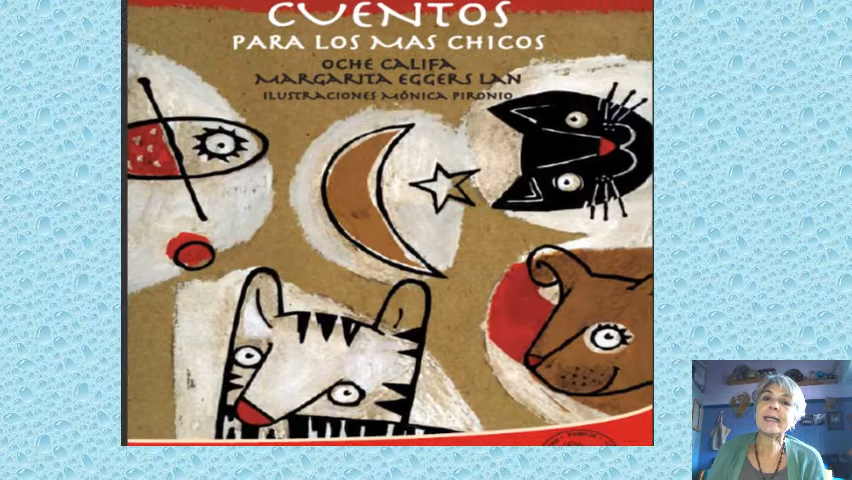 CUENTOS
PARA LOS MAS CHICOS
OCHE CALIFA
MARGARITA EGGERS LAN
ILUSTRACIONES MÓNICA PIRONIO